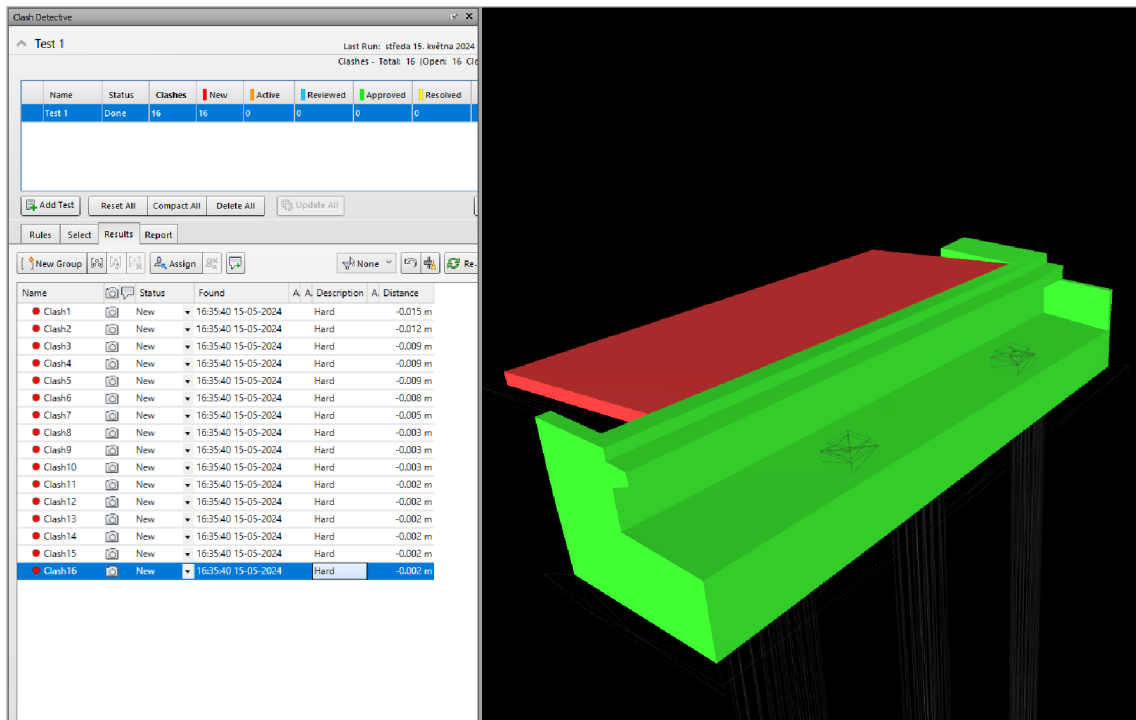 Clash Detective
Test 1
Last Run: středa 15. května 2024
Clashes - Total: 16 (Open: 16 Clo
Name Status Clashes New Active Reviewed Approved Resolved
Test 1 Done 16 16 0 0 0 0
Add Test Reset All Compact All Delete All Update All
Rules Select Results Report
New Group Assign None Re-
Name Status Found A. A. Description A. Distance
Clash1 New 16:35:40 15-05-2024 Hard -0.015 m
Clash2 New 16:35:40 15-05-2024 Hard -0.012 m
Clash3 New 16:35:40 15-05-2024 Hard -0.009 m
Clash4 New 16:35:40 15-05-2024 Hard -0.009 m
Clash5 New 16:35:40 15-05-2024 Hard -0.009 m
Clash6 New 16:35:40 15-05-2024 Hard -0.008 m
Clash7 New 16:35:40 15-05-2024 Hard -0.005 m
Clash8 New 16:35:40 15-05-2024 Hard -0.003 m
Clash9 New 16:35:40 15-05-2024 Hard -0.003 m
Clash10 New 16:35:40 15-05-2024 Hard -0.003 m
Clash11 New 16:35:40 15-05-2024 Hard -0.002 m
Clash12 New 16:35:40 15-05-2024 Hard -0.002 m
Clash13 New 16:35:40 15-05-2024 Hard -0.002 m
Clash14 New 16:35:40 15-05-2024 Hard -0.002 m
Clash15 New 16:35:40 15-05-2024 Hard -0.002 m
Clash16 New 16:35:40 15-05-2024 Hard -0.002 m